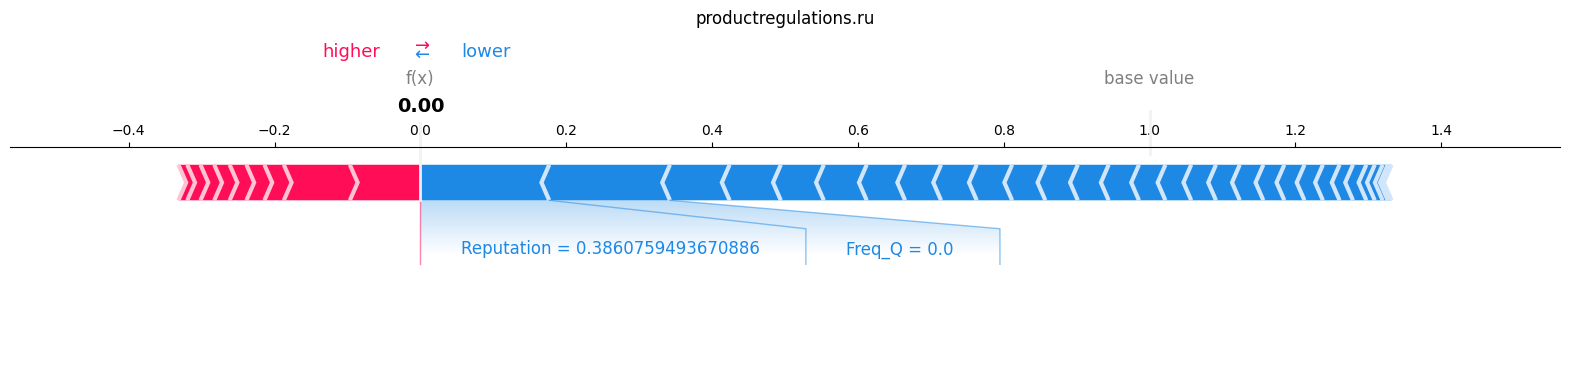 productregulations.ru
higher ⇄ lower
f(x) base value
0.00
−0.4 −0.2 0.0 0.2 0.4 0.6 0.8 1.0 1.2 1.4
Reputation = 0.3860759493670886 Freq_Q = 0.0